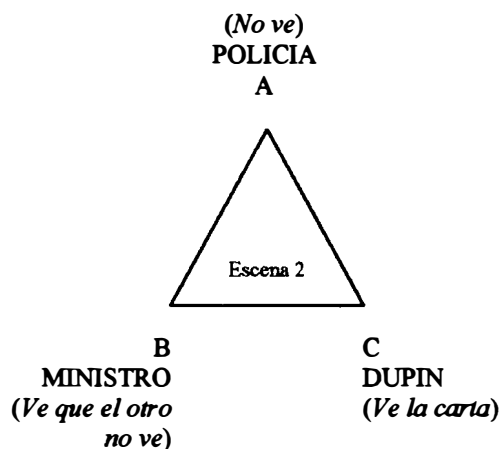 (No ve)
POLICIA
A
Escena 2
B
MINISTRO
(Ve que el otro
no ve)
C
DUPIN
(Ve la carta)